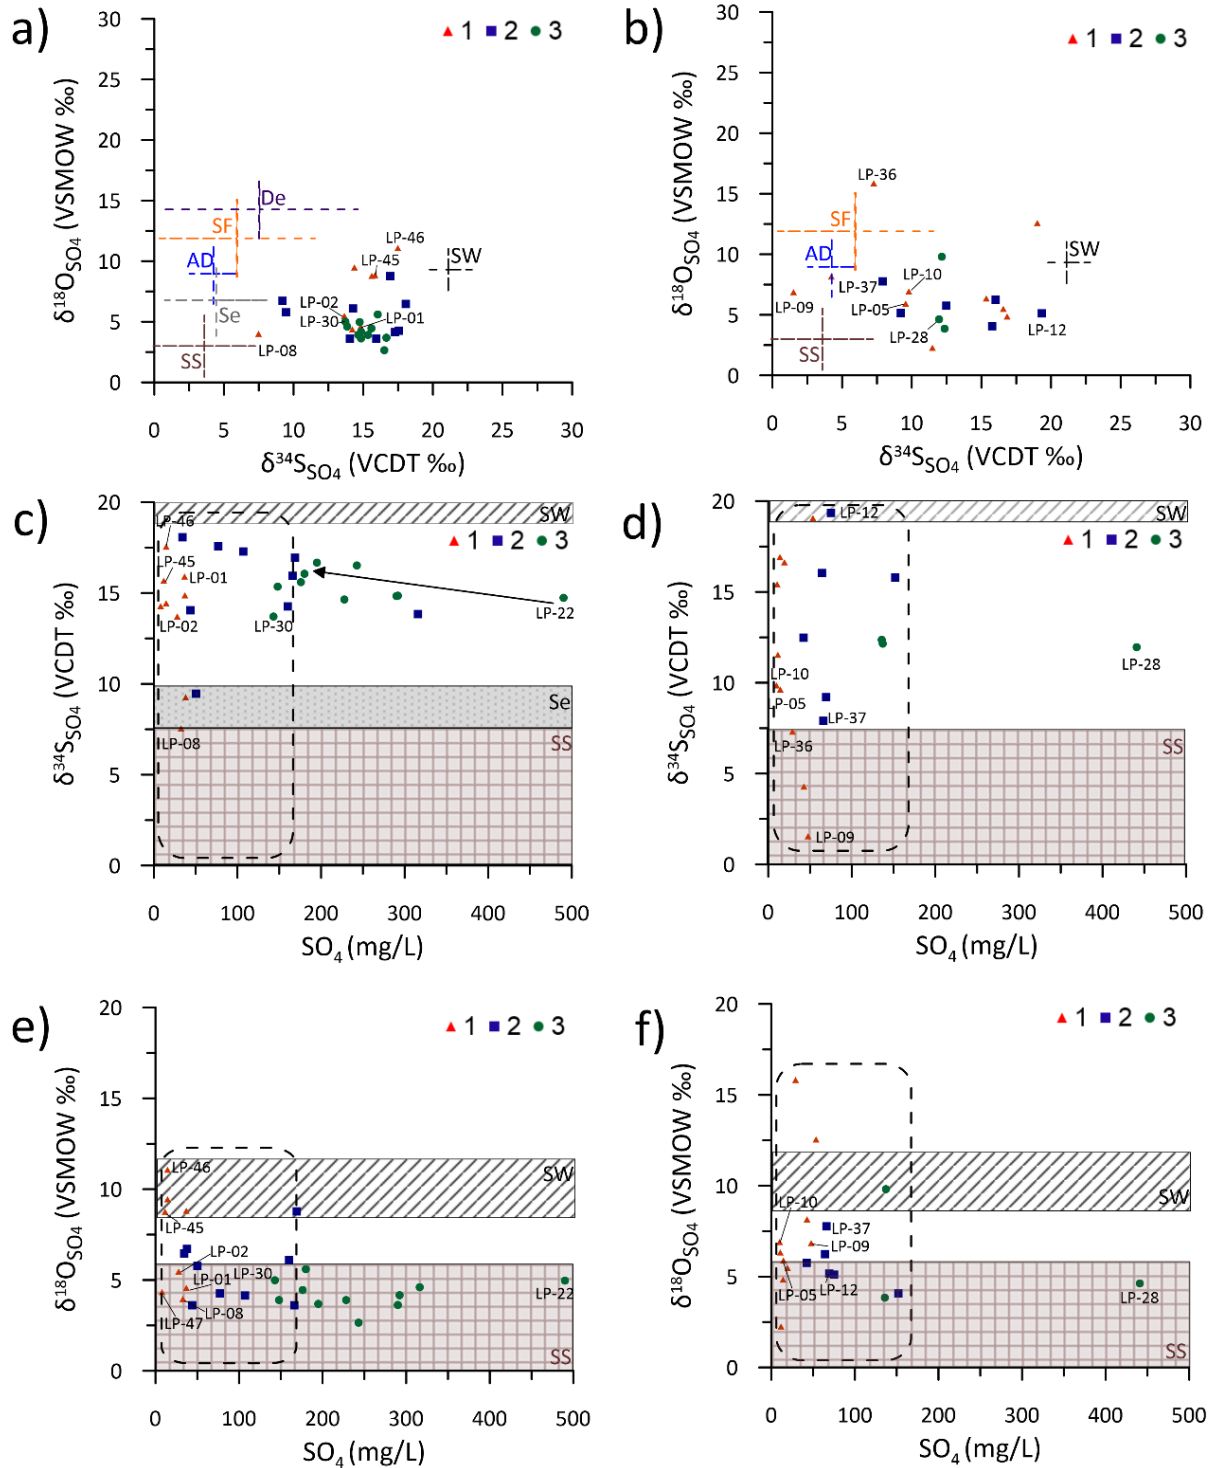 a)
1 2 3
30
25
20
15
10
5
0
δ18OSO4 (VSMOW ‰)
De
SF
AD
Se
SS
SW
LP-46
LP-45
LP-02
LP-30
LP-01
LP-08
0 5 10 15 20 25 30
δ34SSO4 (VCDT ‰)
b)
1 2 3
30
25
20
15
10
5
0
δ18OSO4 (VSMOW ‰)
LP-36
SF
AD
SW
LP-37
LP-10
LP-09
LP-05
LP-28
LP-12
SS
0 5 10 15 20 25 30
δ34SSO4 (VCDT ‰)
c)
20
15
10
5
0
δ34SSO4 (VCDT ‰)
SW
1 2 3
LP-46
LP-45
LP-01
LP-02
LP-30
LP-22
Se
SS
LP-08
0 100 200 300 400 500
SO4 (mg/L)
d)
20
15
10
5
0
δ34SSO4 (VCDT ‰)
LP-12
SW
1 2 3
LP-10
P-05
LP-28
LP-37
LP-36
SS
LP-09
0 100 200 300 400 500
SO4 (mg/L)
e)
1 2 3
20
15
10
5
0
δ18OSO4 (VSMOW ‰)
LP-46
SW
LP-45
LP-02
LP-30
LP-01
LP-22
LP-08
LP-47
SS
0 100 200 300 400 500
SO4 (mg/L)
f)
1 2 3
20
15
10
5
0
δ18OSO4 (VSMOW ‰)
SW
LP-10
LP-37
LP-09
LP-05
LP-12
LP-28
SS
0 100 200 300 400 500
SO4 (mg/L)